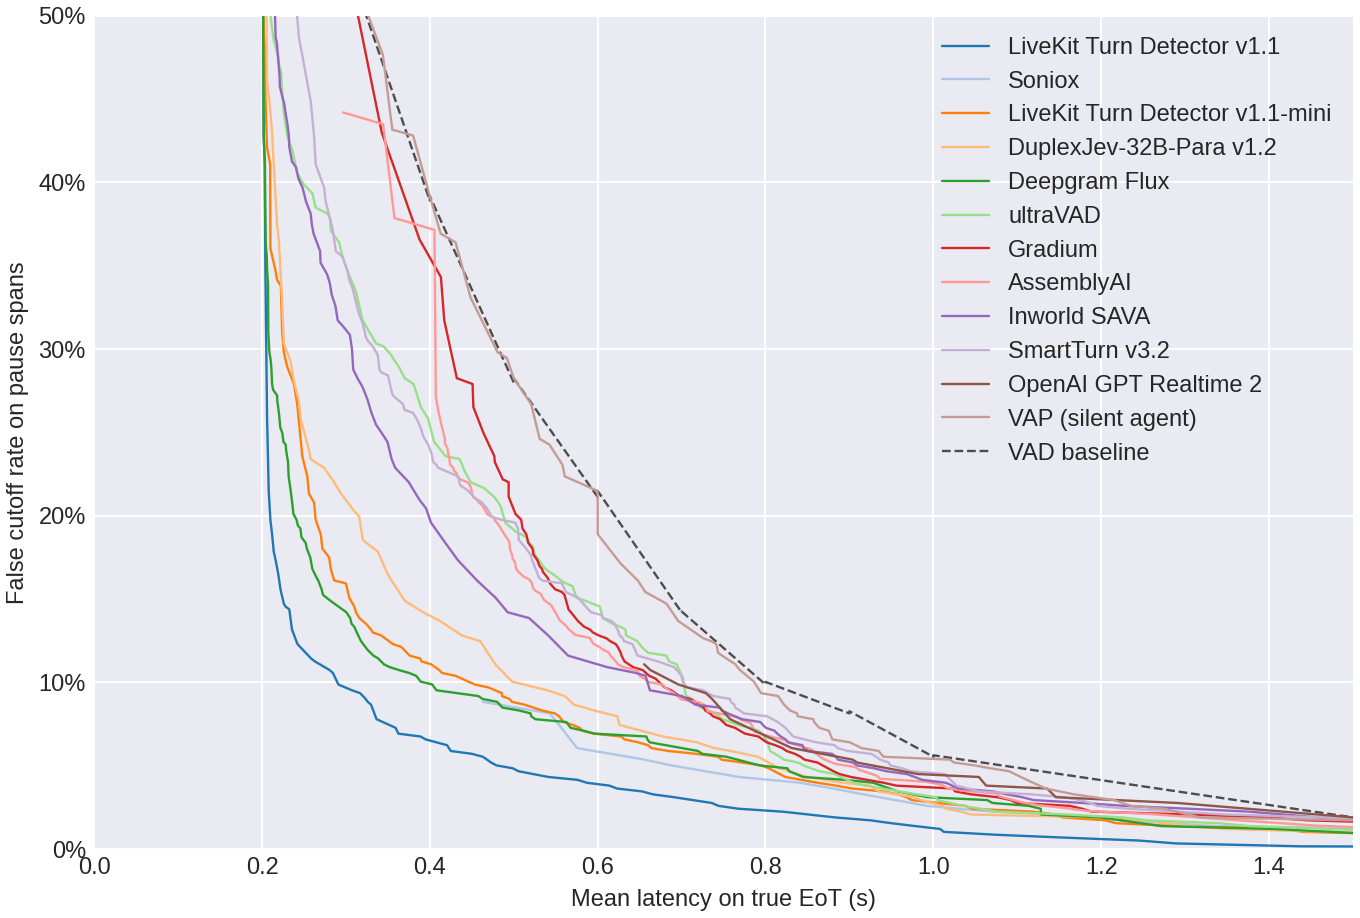 50%
40%
30%
20%
10%
0%
False cutoff rate on pause spans
LiveKit Turn Detector v1.1
Soniox
LiveKit Turn Detector v1.1-mini
DuplexJev-32B-Para v1.2
Deepgram Flux
ultraVAD
Gradium
AssemblyAI
Inworld SAVA
SmartTurn v3.2
OpenAI GPT Realtime 2
VAP (silent agent)
VAD baseline
0.0 0.2 0.4 0.6 0.8 1.0 1.2 1.4
Mean latency on true EoT (s)